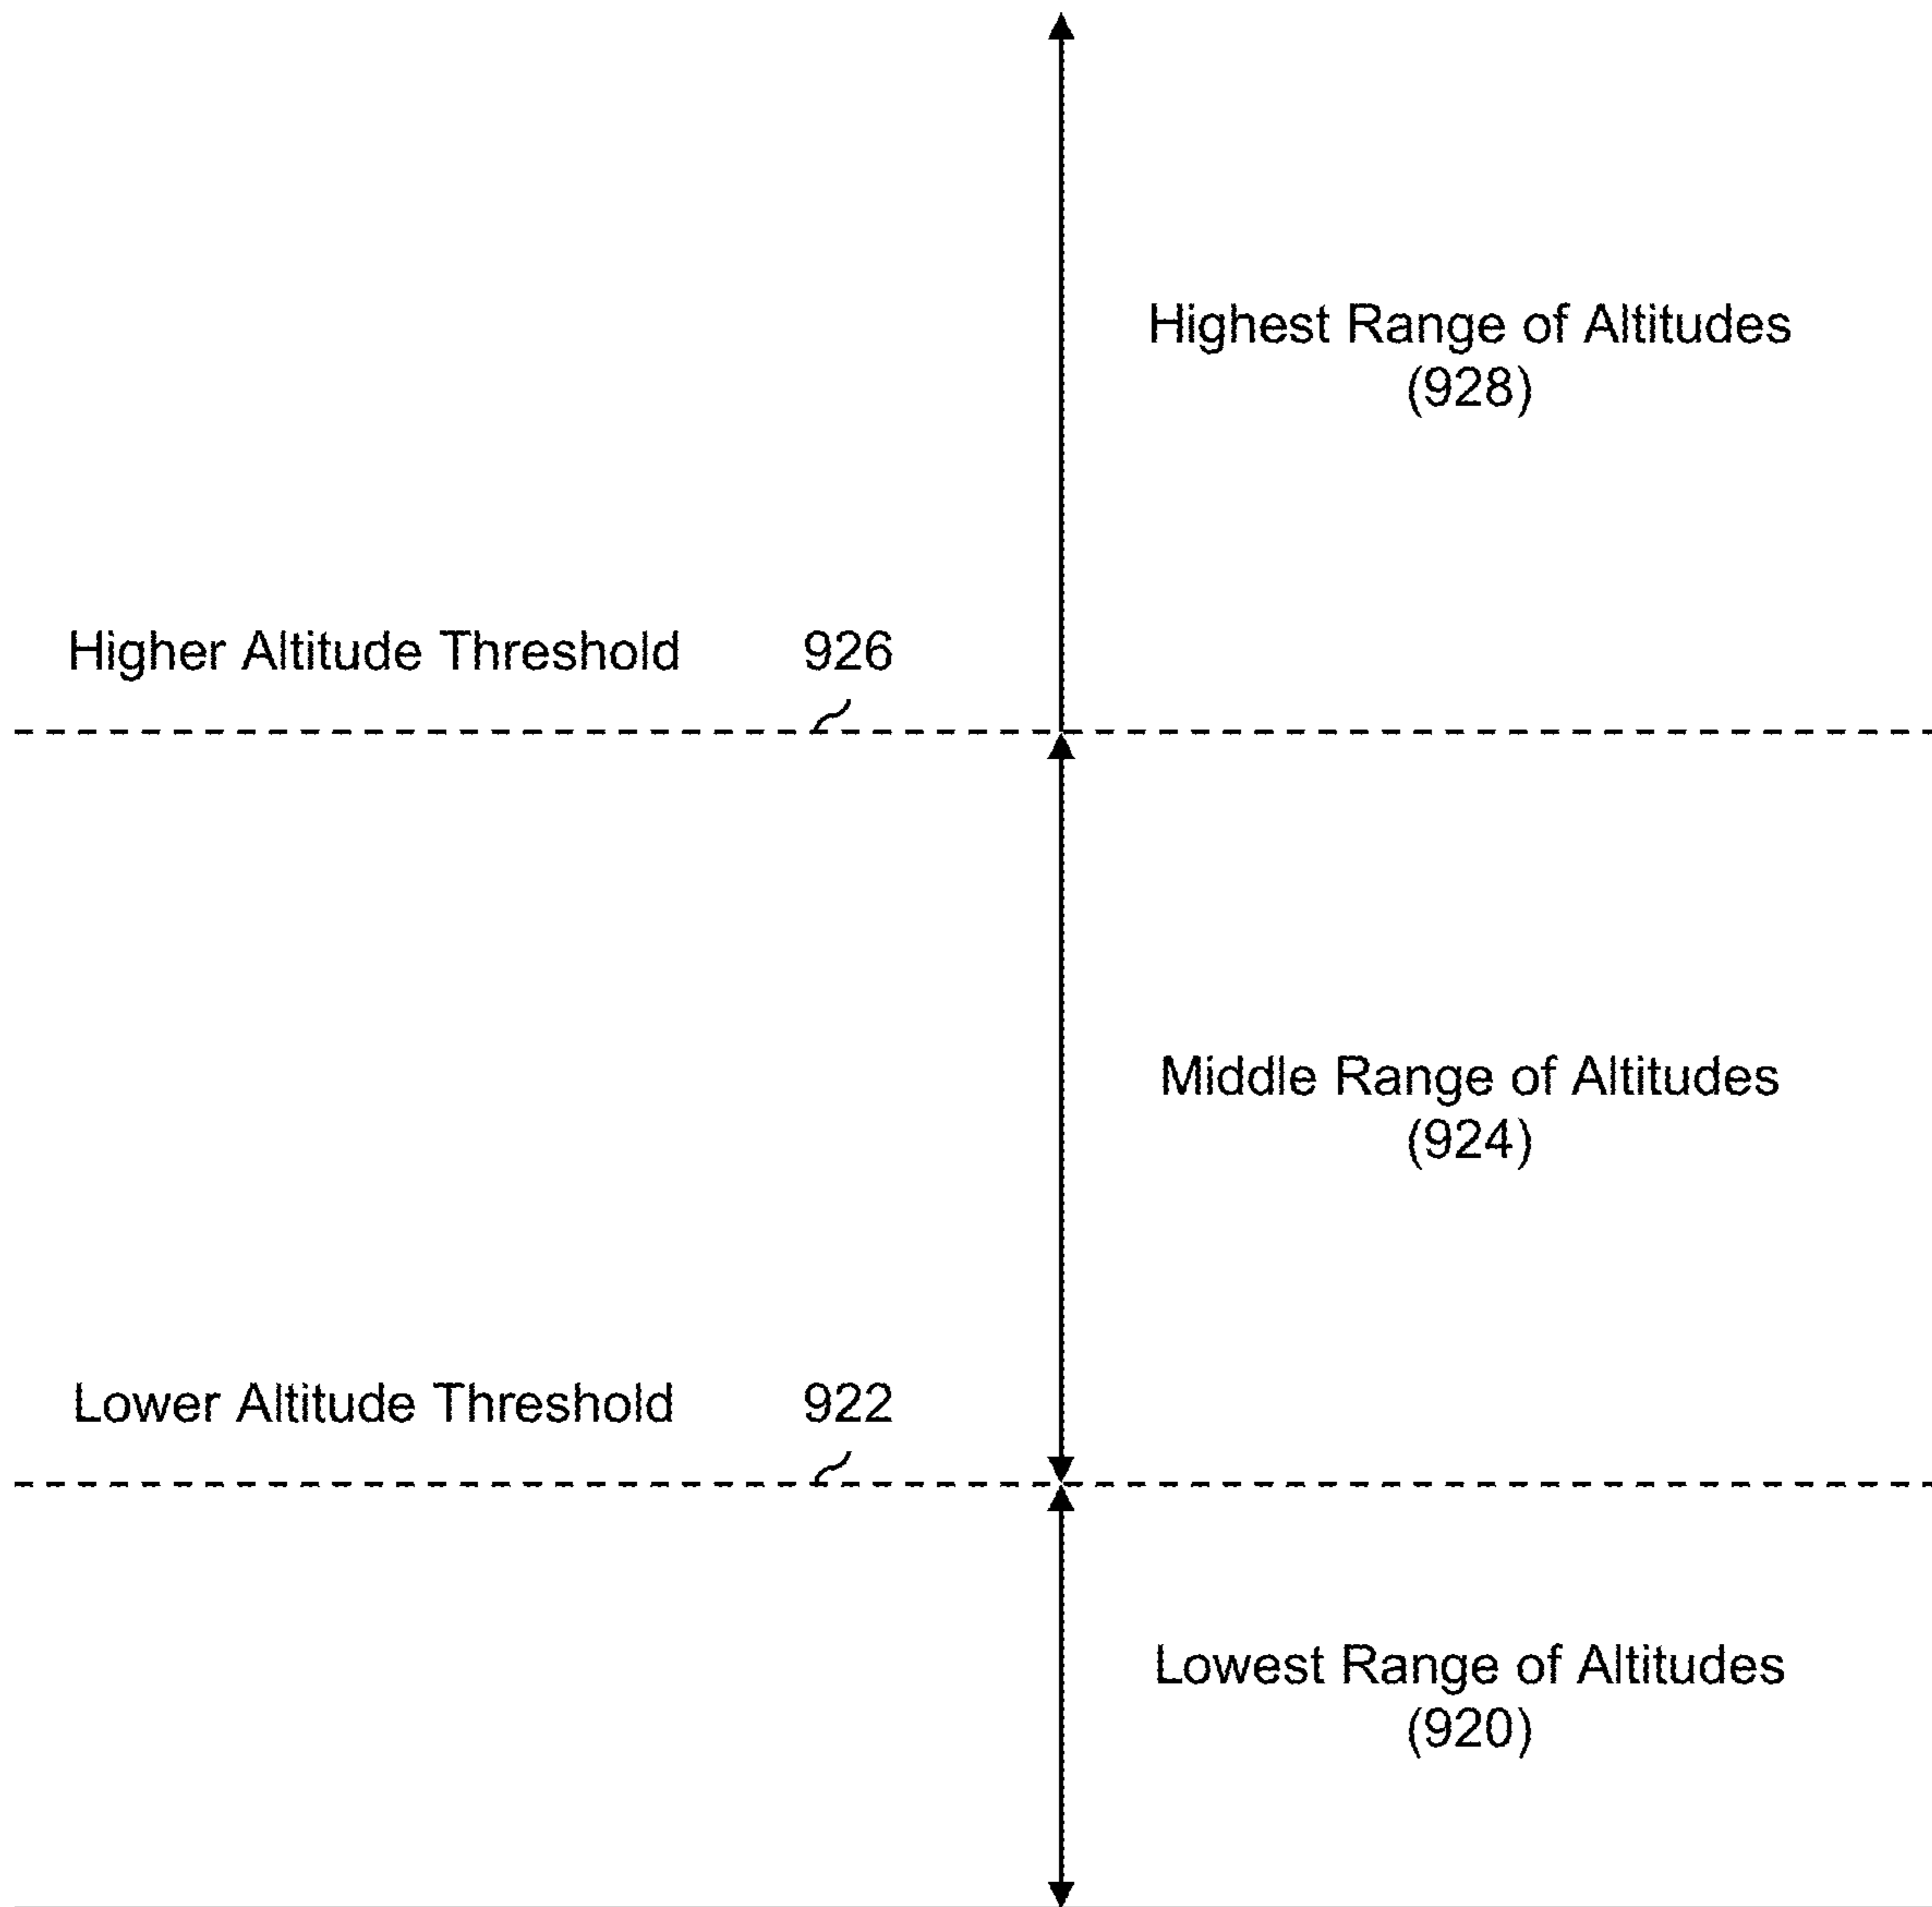 Highest Range of Altitudes
(928)
Higher Altitude Threshold 926
Middle Range of Altitudes
(924)
Lower Altitude Threshold 922
Lowest Range of Altitudes
(920)